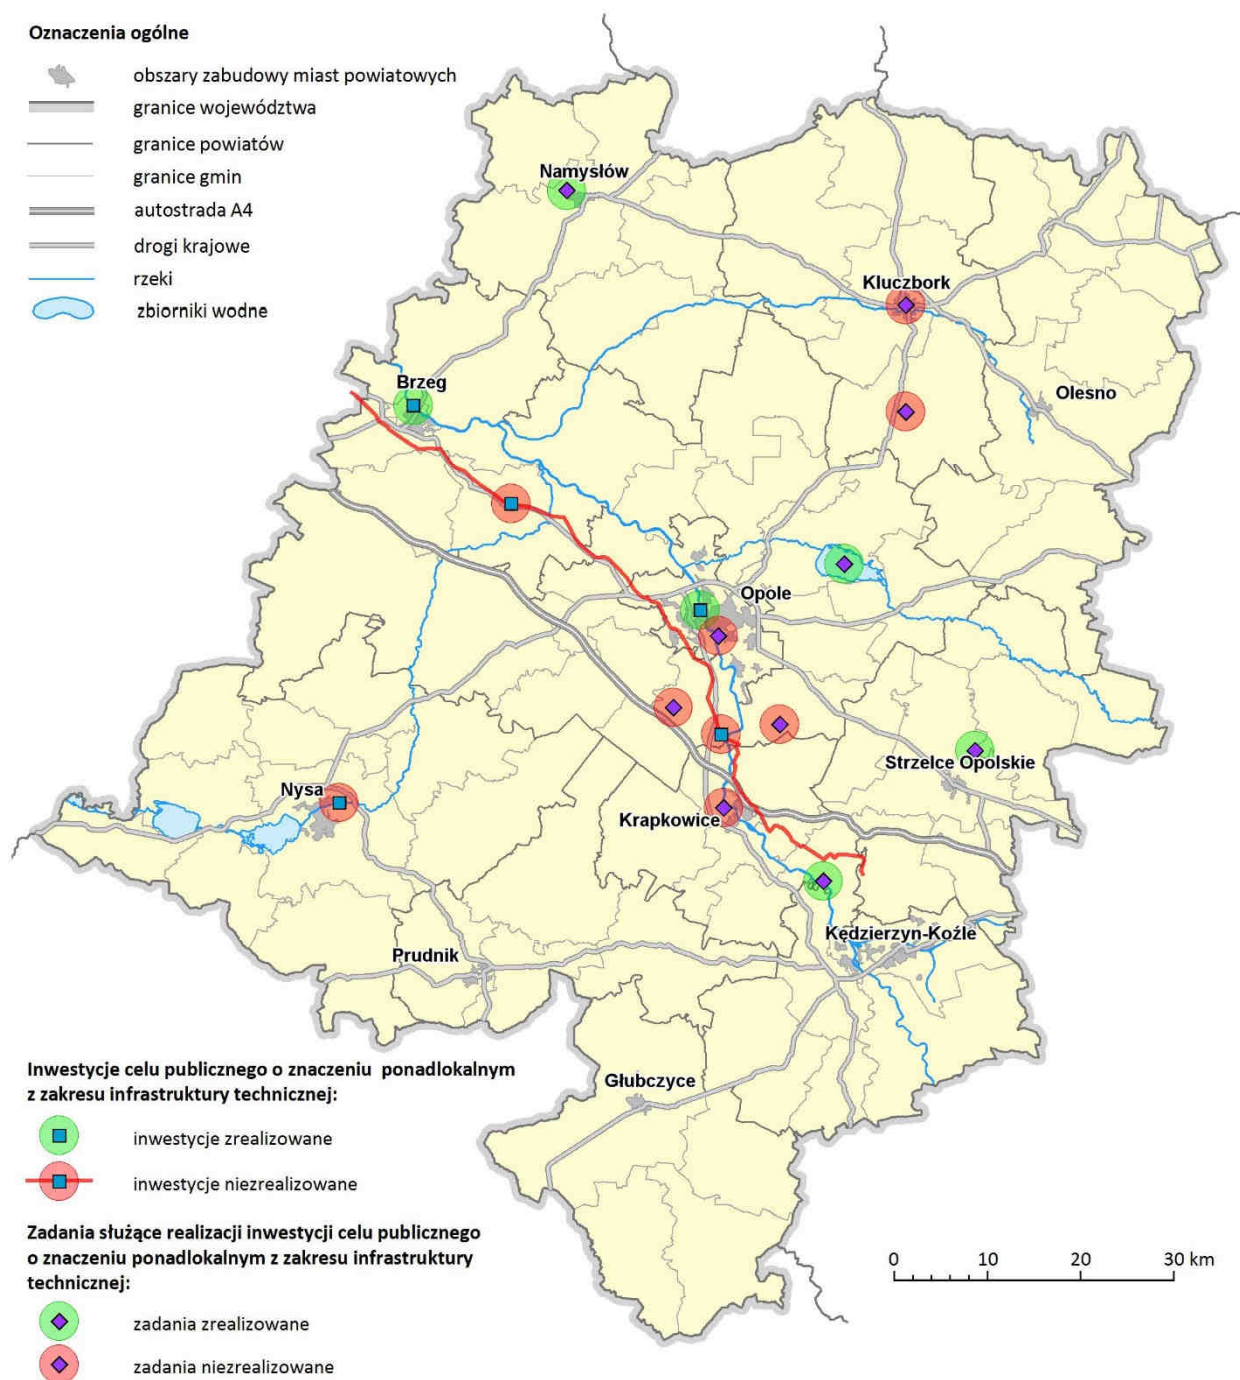 Oznaczenia ogólne
obszary zabudowy miast powiatowych
granice województwa
granice powiatów
granice gmin
autostrada A4
drogi krajowe
rzeki
zbiorniki wodne
Namysłów
Kluczbork
Brzeg
Olesno
Opole
Strzelce Opolskie
Nysa
Krapkowice
Kędzierzyn-Koźle
Prudnik
Głubczyce
Inwestycje celu publicznego o znaczeniu ponadlokalnym
z zakresu infrastruktury technicznej:
inwestycje zrealizowane
inwestycje niezrealizowane
Zadania służące realizacji inwestycji celu publicznego
o znaczeniu ponadlokalnym z zakresu infrastruktury
technicznej:
zadania zrealizowane
zadania niezrealizowane
0 10 20 30 km